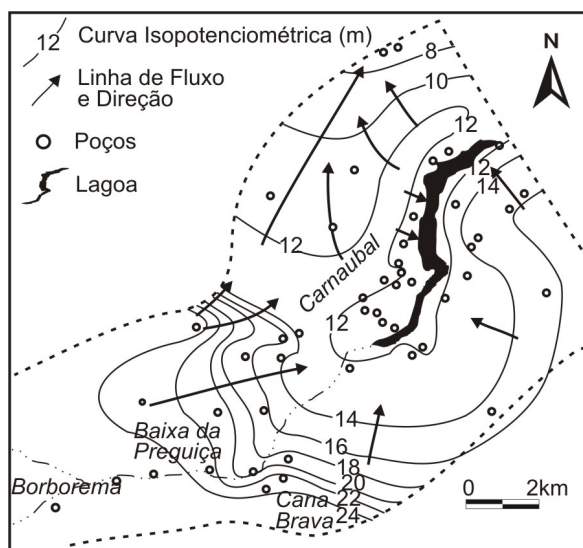 12 Curva Isopotenciométrica (m)
Linha de Fluxo
e Direção
Poços
Lagoa
N
8
10
12
12
14
12
Carnaubal
12
14
16
18
20
22
24
Baixa da
Preguiça
Borborema
Cana
Brava
0 2km